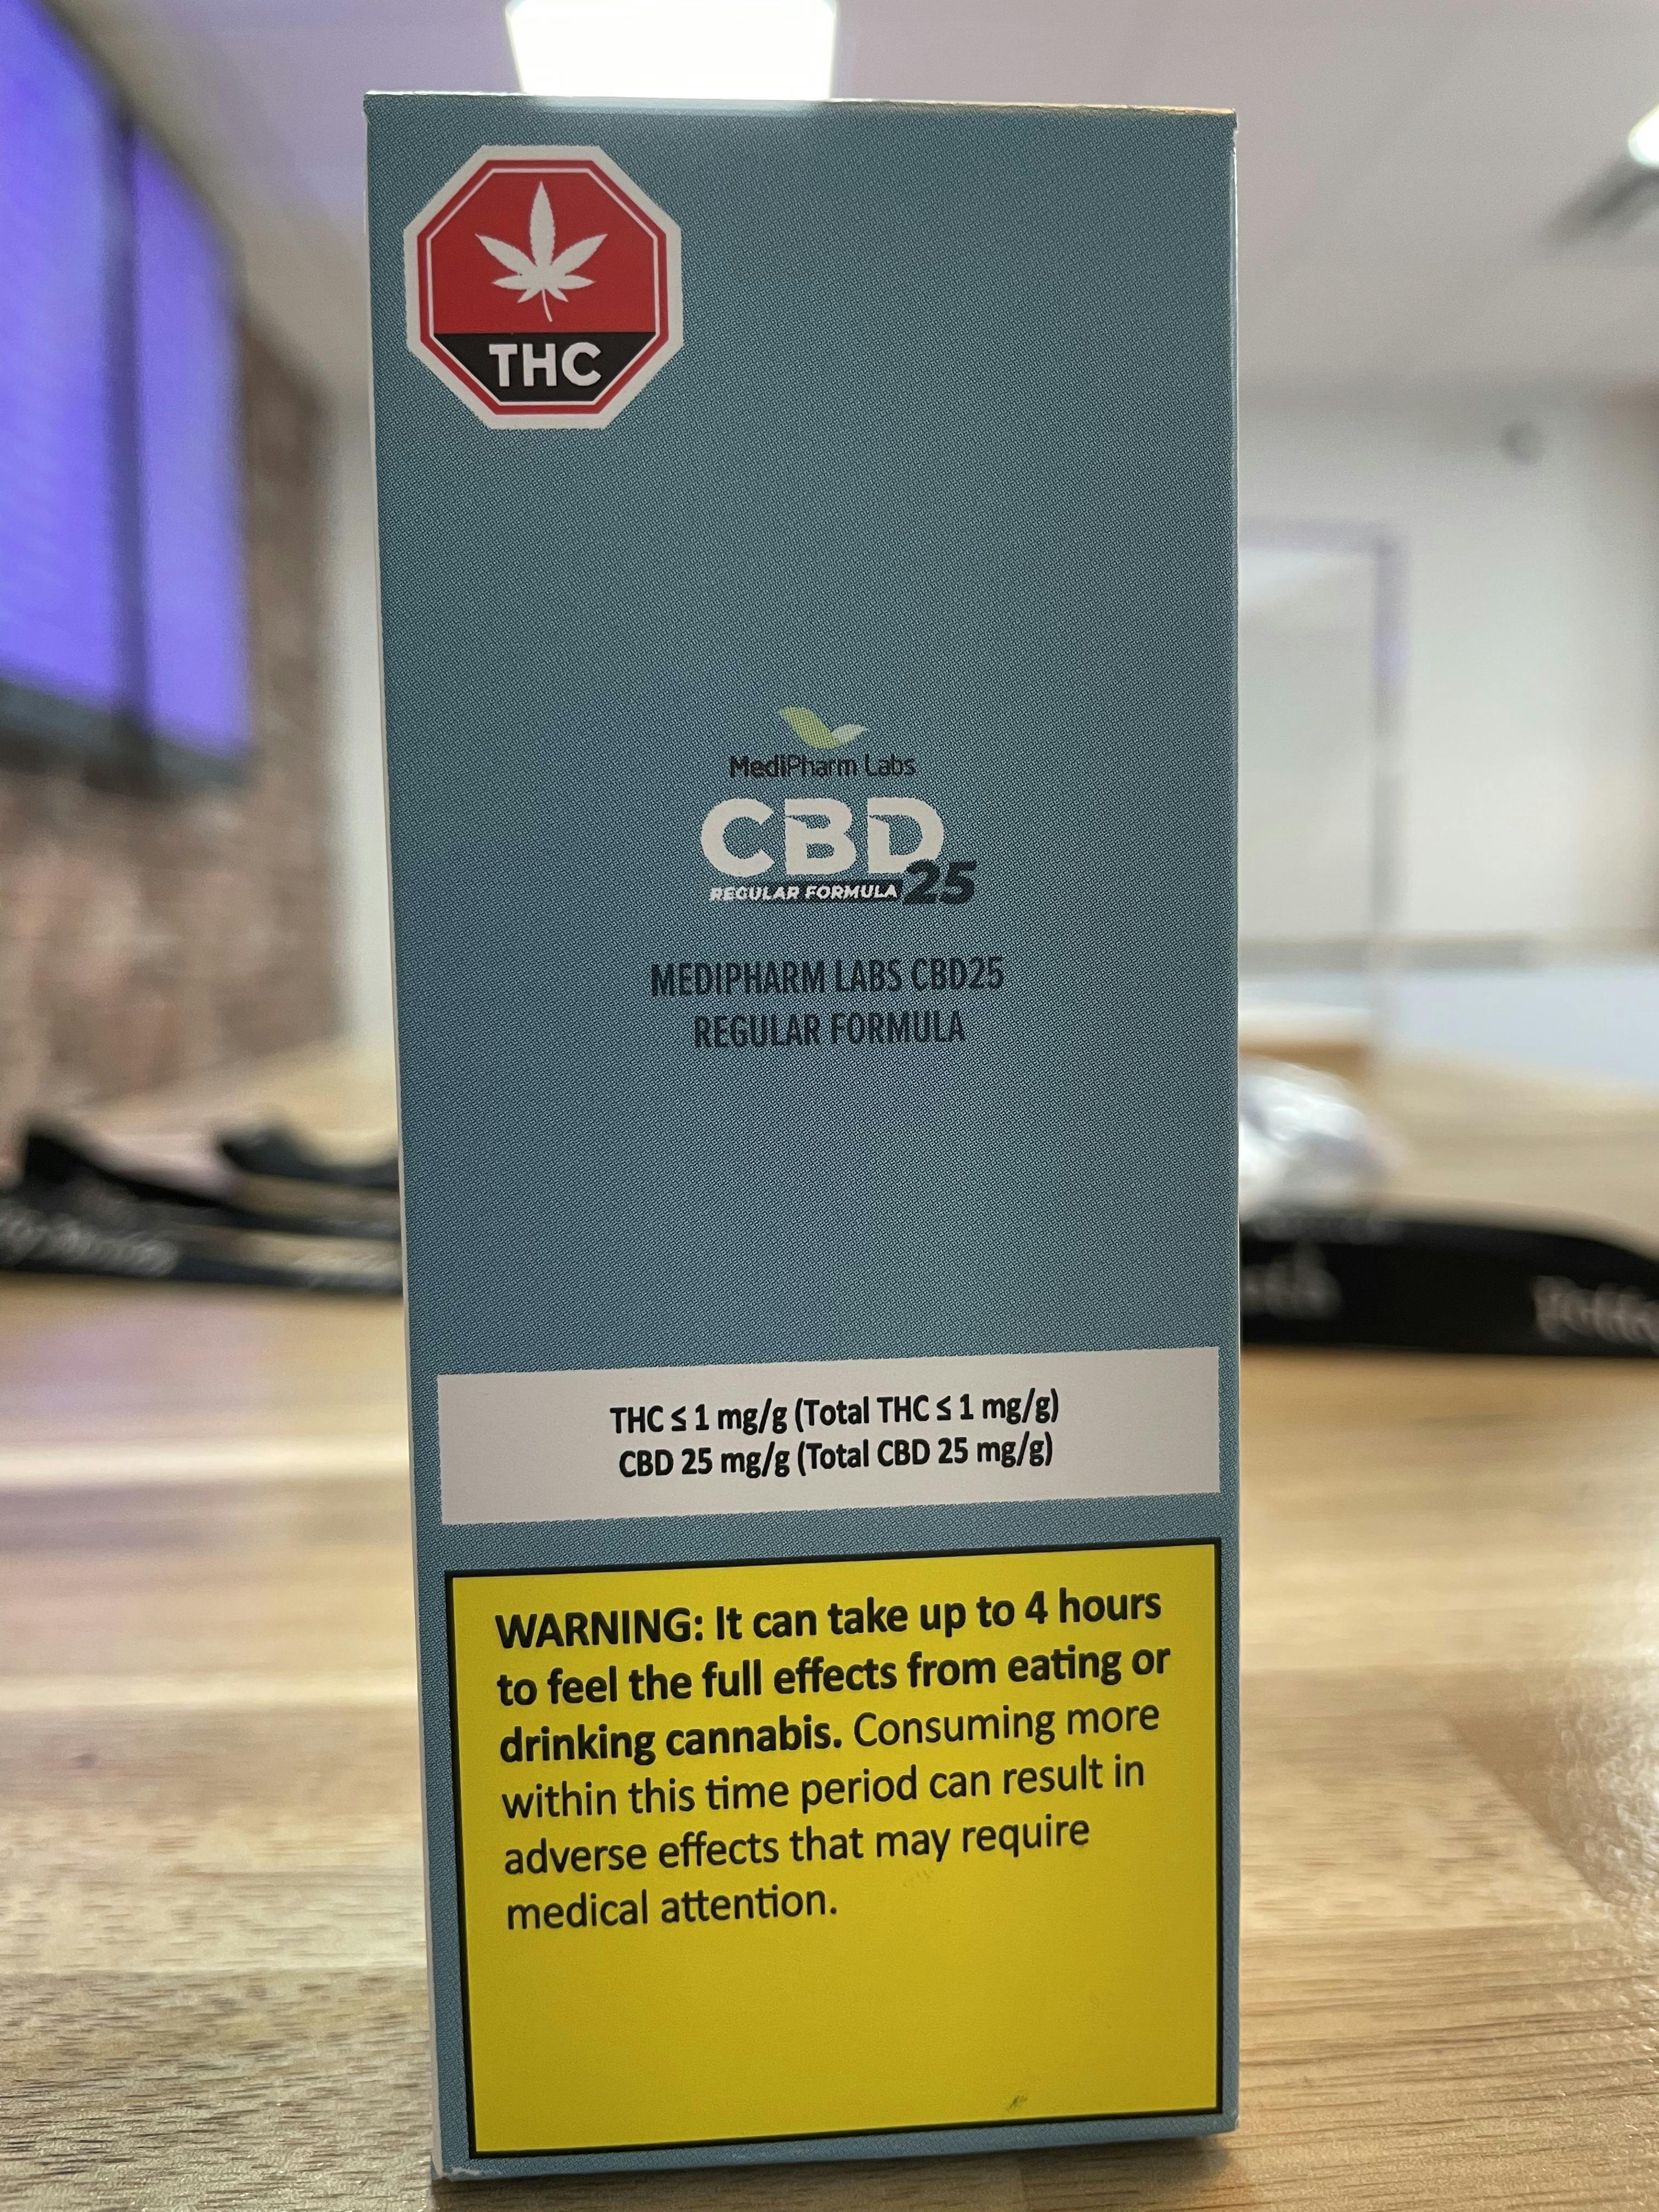 THC
MediPharm Labs
CBD
REGULAR FORMULA 25
MEDIPHARM LABS CBD25
REGULAR FORMULA
THC ≤ 1 mg/g (Total THC ≤ 1 mg/g)
CBD 25 mg/g (Total CBD 25 mg/g)
WARNING: It can take up to 4 hours
to feel the full effects from eating or
drinking cannabis. Consuming more
within this time period can result in
adverse effects that may require
medical attention.